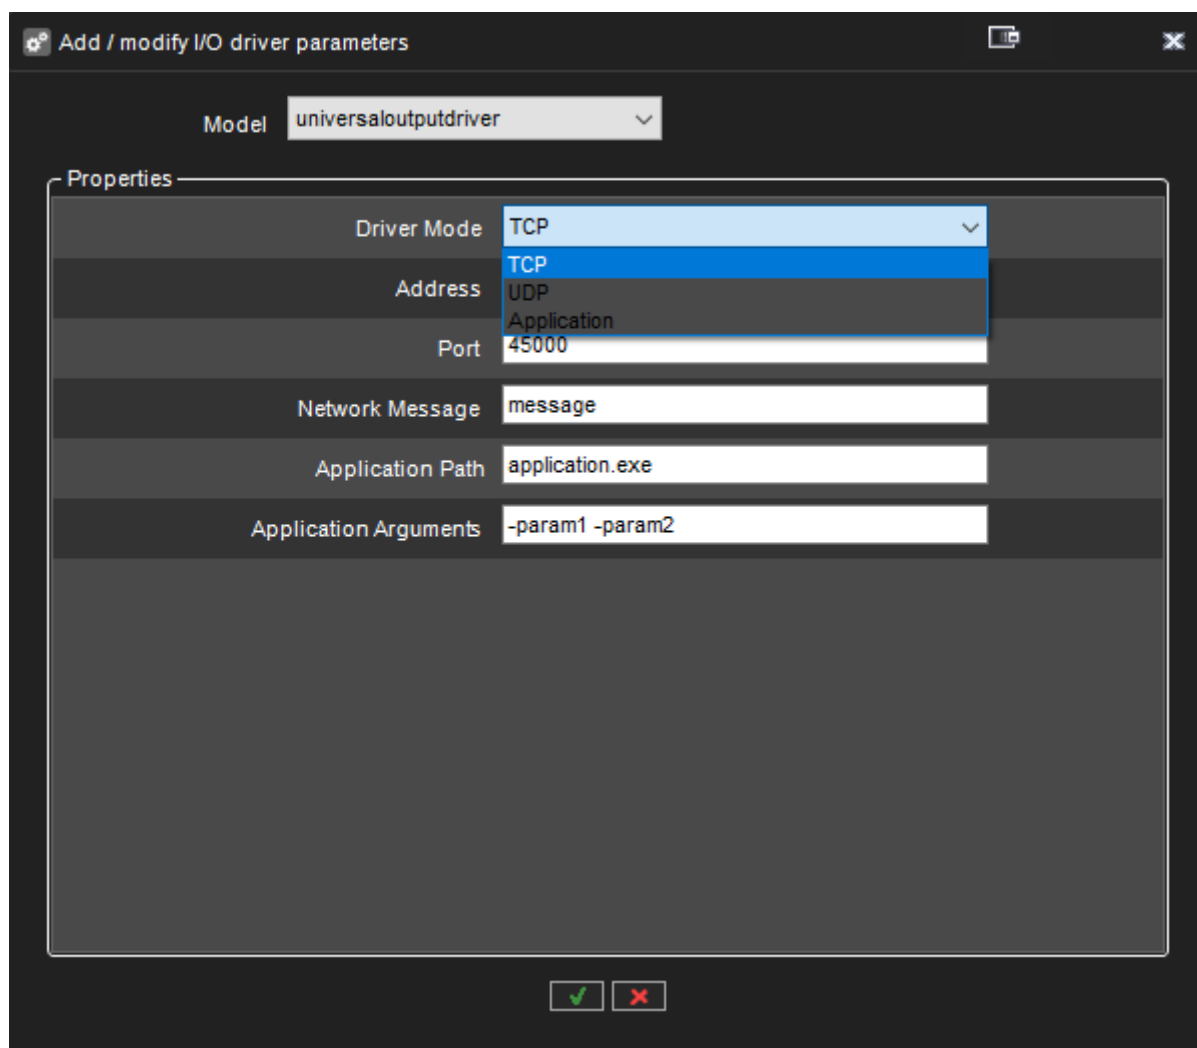 Add / modify I/O driver parameters
Model universaloutputdriver
Properties
Driver Mode TCP
TCP
Address UDP
Application
Port 45000
Network Message message
Application Path application.exe
Application Arguments -param1 -param2